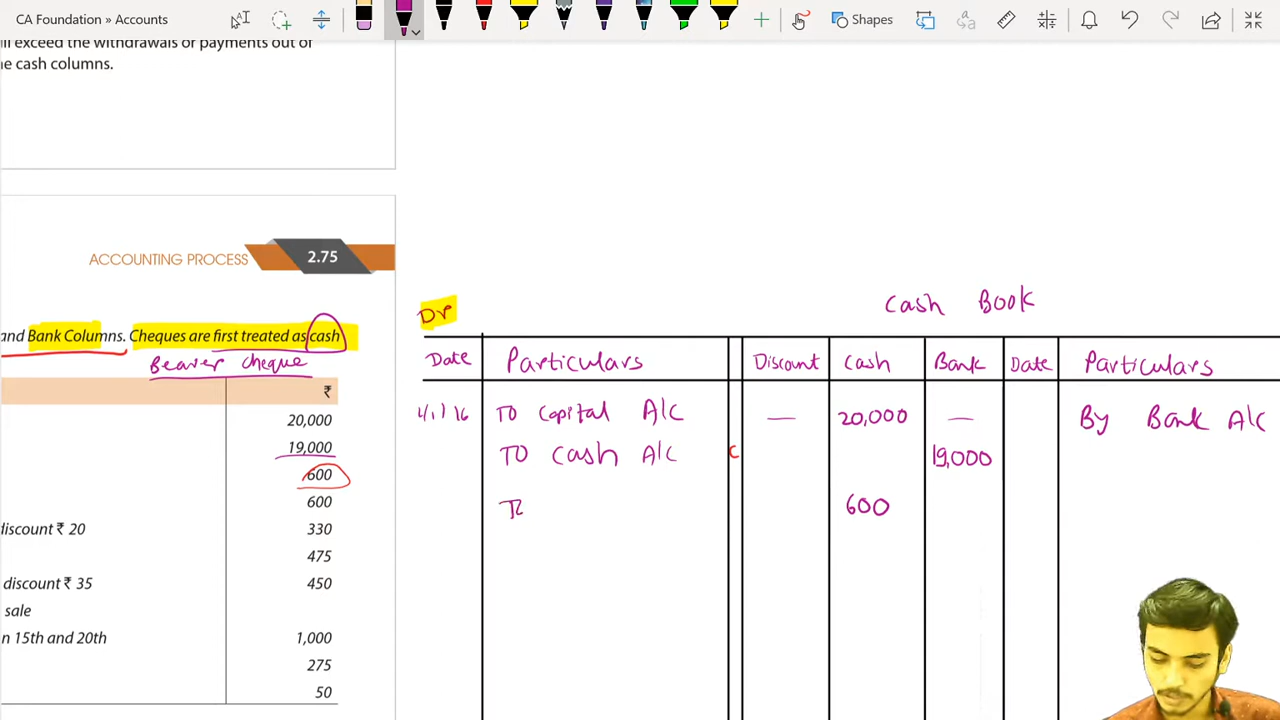 CA Foundation » Accounts
Shapes
ill exceed the withdrawals or payments out of
he cash columns.
ACCOUNTING PROCESS 2.75
and Bank Columns. Cheques are first treated as cash
Bearer cheque
₹
20,000
19,000
600
600
discount ₹ 20 330
475
discount ₹ 35 450
sale
n 15th and 20th 1,000
275
50
Cash Book
Dr
Date Particulars Discount Cash Bank Date Particulars
1/1/16 To Capital A/c — 20,000 — By Bank A/c
To Cash A/c C 19,000
To 600